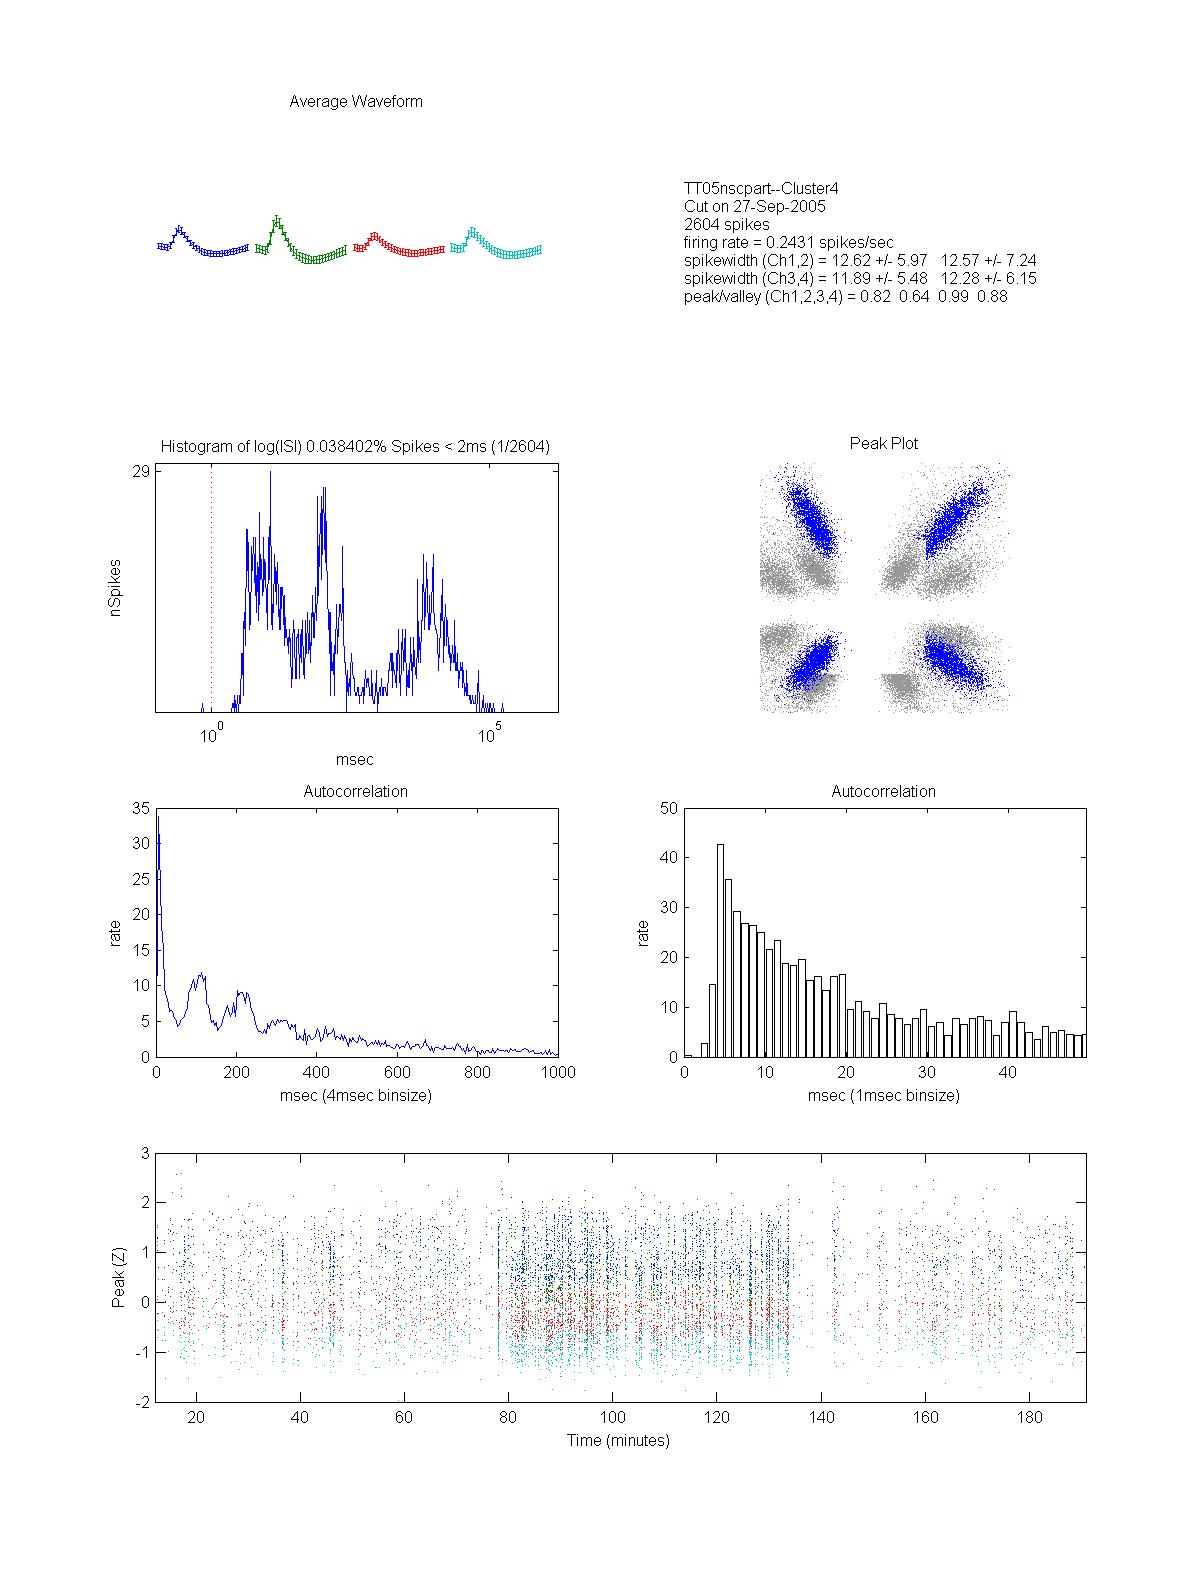 Average Waveform
TT05nscpart--Cluster4
Cut on 27-Sep-2005
2604 spikes
firing rate = 0.2431 spikes/sec
spikewidth (Ch1,2) = 12.62 +/- 5.97   12.57 +/- 7.24
spikewidth (Ch3,4) = 11.89 +/- 5.48   12.28 +/- 6.15
peak/valley (Ch1,2,3,4) = 0.82  0.64  0.99  0.88
Histogram of log(ISI) 0.038402% Spikes < 2ms (1/2604)
29
nSpikes
10^0 10^5
msec
Peak Plot
Autocorrelation
35
30
25
20
15
10
5
0
rate
0 200 400 600 800 1000
msec (4msec binsize)
Autocorrelation
50
40
30
20
10
0
rate
0 10 20 30 40
msec (1msec binsize)
3
2
1
0
-1
-2
Peak (Z)
20 40 60 80 100 120 140 160 180
Time (minutes)